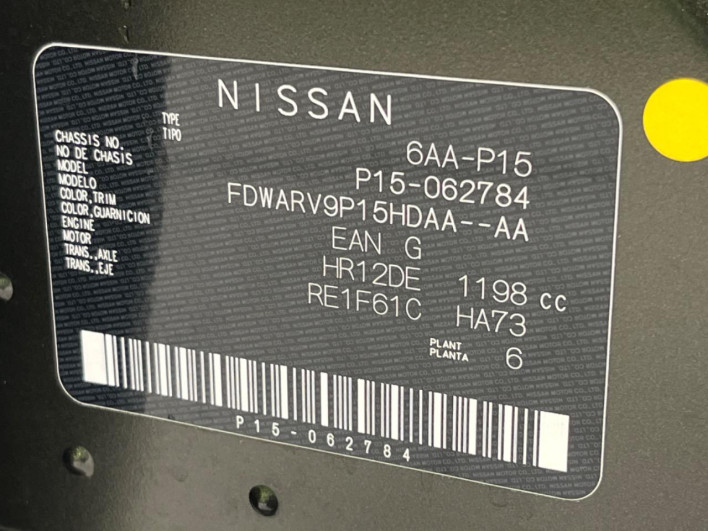 NISSAN
TYPE
TIPO
6AA-P15
CHASSIS NO.
NO DE CHASIS
P15-062784
MODEL
MODELO
FDWARV9P15HDAA--AA
COLOR,TRIM
COLOR,GUARNICION
EAN G
ENGINE
MOTOR
HR12DE 1198 cc
TRANS.,AXLE
TRANS.,EJE
RE1F61C HA73
PLANT
PLANTA
6
P15-062784